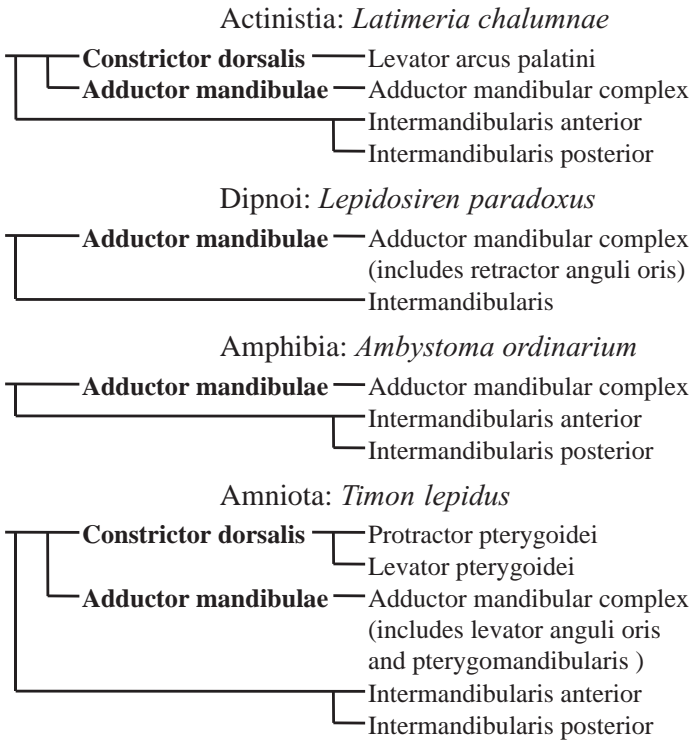 Actinistia: Latimeria chalumnae
Constrictor dorsalis Levator arcus palatini
Adductor mandibulae Adductor mandibular complex
Intermandibularis anterior
Intermandibularis posterior
Dipnoi: Lepidosiren paradoxus
Adductor mandibulae Adductor mandibular complex
(includes retractor anguli oris)
Intermandibularis
Amphibia: Ambystoma ordinarium
Adductor mandibulae Adductor mandibular complex
Intermandibularis anterior
Intermandibularis posterior
Amniota: Timon lepidus
Constrictor dorsalis Protractor pterygoidei
Levator pterygoidei
Adductor mandibulae Adductor mandibular complex
(includes levator anguli oris
and pterygomandibularis )
Intermandibularis anterior
Intermandibularis posterior